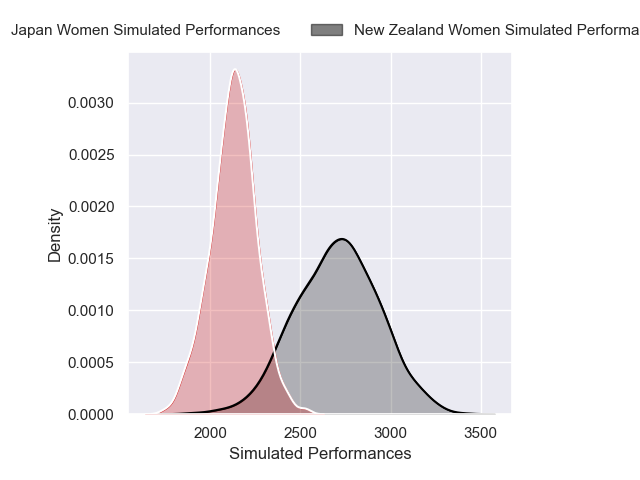 Japan Women Simulated Performances
New Zealand Women Simulated Performa
0.0030
0.0025
0.0020
0.0015
0.0010
0.0005
0.0000
Density
2000 2500 3000 3500
Simulated Performances